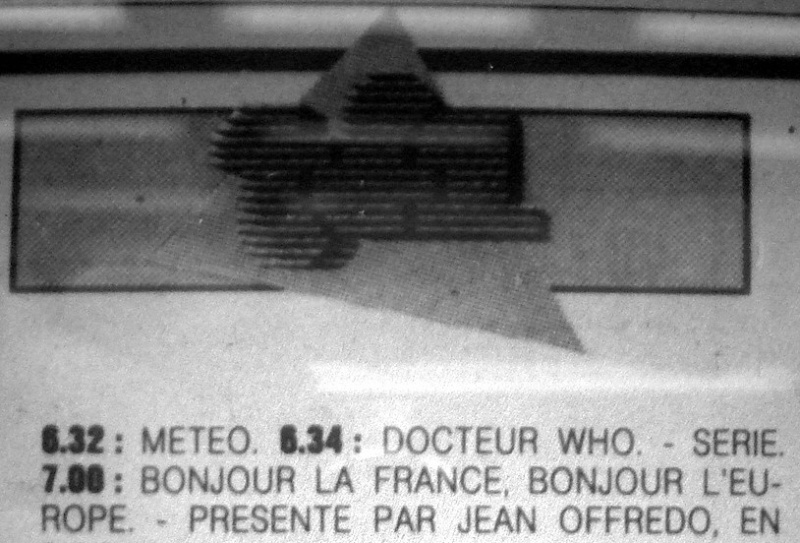 6.32 : METEO. 6.34 : DOCTEUR WHO. - SERIE.
7.00 : BONJOUR LA FRANCE, BONJOUR L'EU-
ROPE. - PRESENTE PAR JEAN OFFREDO, EN